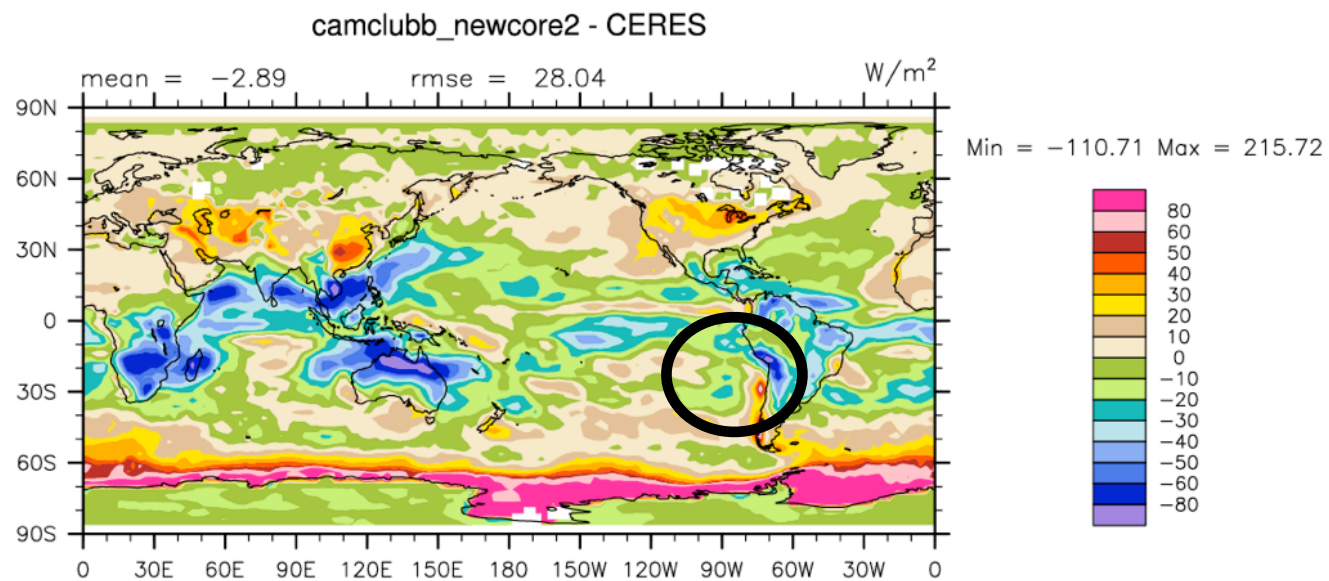 camclubb_newcore2 - CERES
mean = −2.89 rmse = 28.04 W/m²
Min = −110.71 Max = 215.72
90N
60N
30N
0
30S
60S
90S
0 30E 60E 90E 120E 150E 180 150W 120W 90W 60W 30W 0
80
60
50
40
30
20
10
0
−10
−20
−30
−40
−50
−60
−80